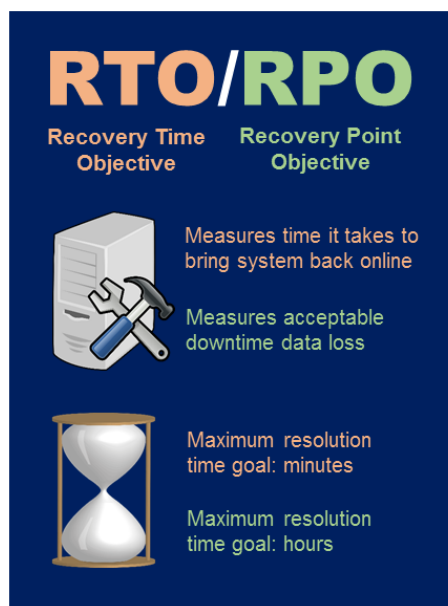 RTO/RPO
Recovery Time
Objective
Recovery Point
Objective
Measures time it takes to
bring system back online
Measures acceptable
downtime data loss
Maximum resolution
time goal: minutes
Maximum resolution
time goal: hours